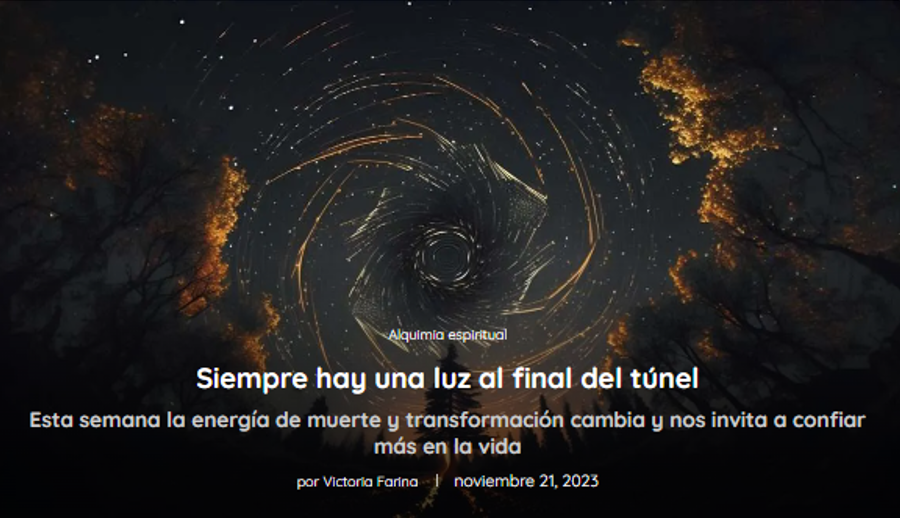 Alquimia espiritual
Siempre hay una luz al final del túnel
Esta semana la energía de muerte y transformación cambia y nos invita a confiar
más en la vida
por Victoria Farina | noviembre 21, 2023